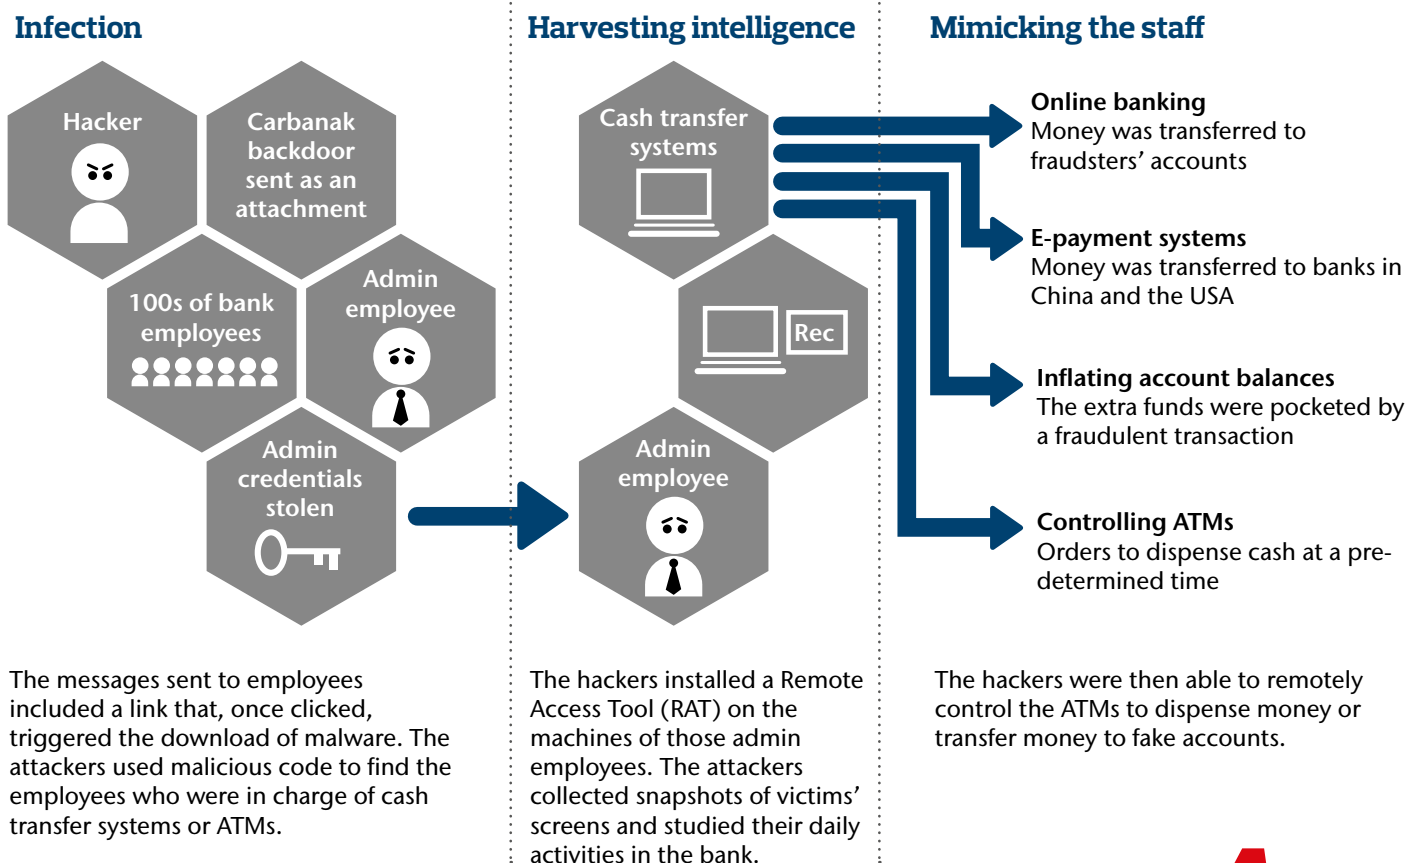 Infection
Hacker
Carbanak
backdoor
sent as an
attachment
100s of bank
employees
Admin
employee
Admin
credentials
stolen
The messages sent to employees
included a link that, once clicked,
triggered the download of malware. The
attackers used malicious code to find the
employees who were in charge of cash
transfer systems or ATMs.
Harvesting intelligence
Cash transfer
systems
Rec
Admin
employee
The hackers installed a Remote
Access Tool (RAT) on the
machines of those admin
employees. The attackers
collected snapshots of victims’
screens and studied their daily
activities in the bank.
Mimicking the staff
Online banking
Money was transferred to
fraudsters’ accounts
E-payment systems
Money was transferred to banks in
China and the USA
Inflating account balances
The extra funds were pocketed by
a fraudulent transaction
Controlling ATMs
Orders to dispense cash at a pre-
determined time
The hackers were then able to remotely
control the ATMs to dispense money or
transfer money to fake accounts.